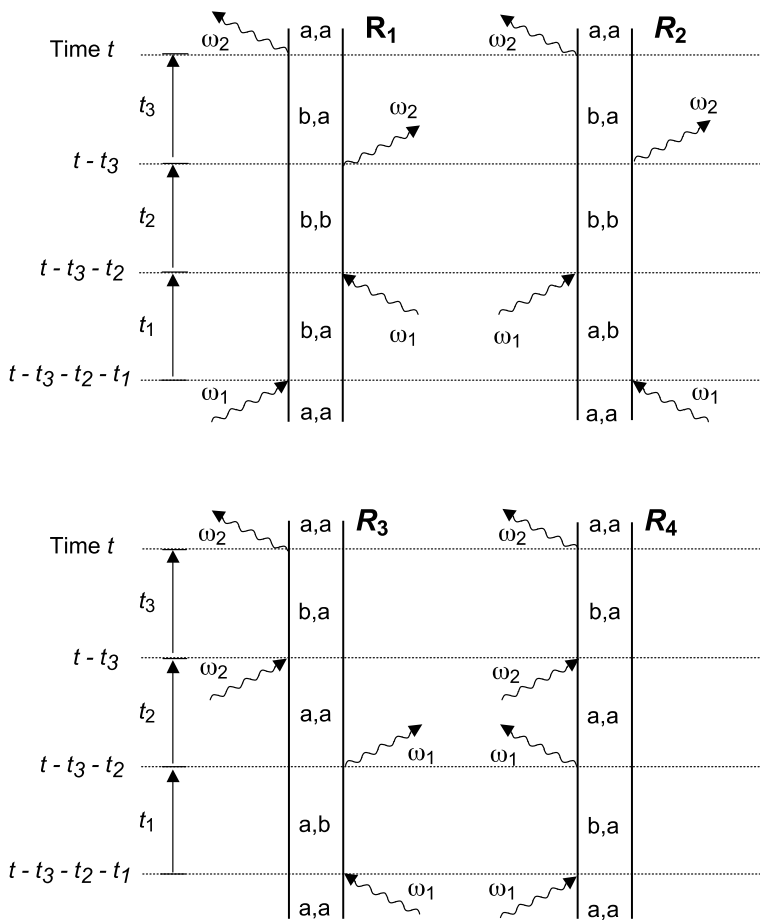 ω2 a,a R1 ω2 a,a R2
Time t
t3 b,a ω2 b,a ω2
t - t3
t2 b,b b,b
t - t3 - t2
t1 b,a ω1 ω1 a,b
t - t3 - t2 - t1
ω1 a,a a,a ω1
ω2 a,a R3 ω2 a,a R4
Time t
t3 b,a b,a
t - t3
ω2 ω2
t2 a,a a,a
ω1 ω1
t - t3 - t2
t1 a,b b,a
t - t3 - t2 - t1
a,a ω1 ω1 a,a